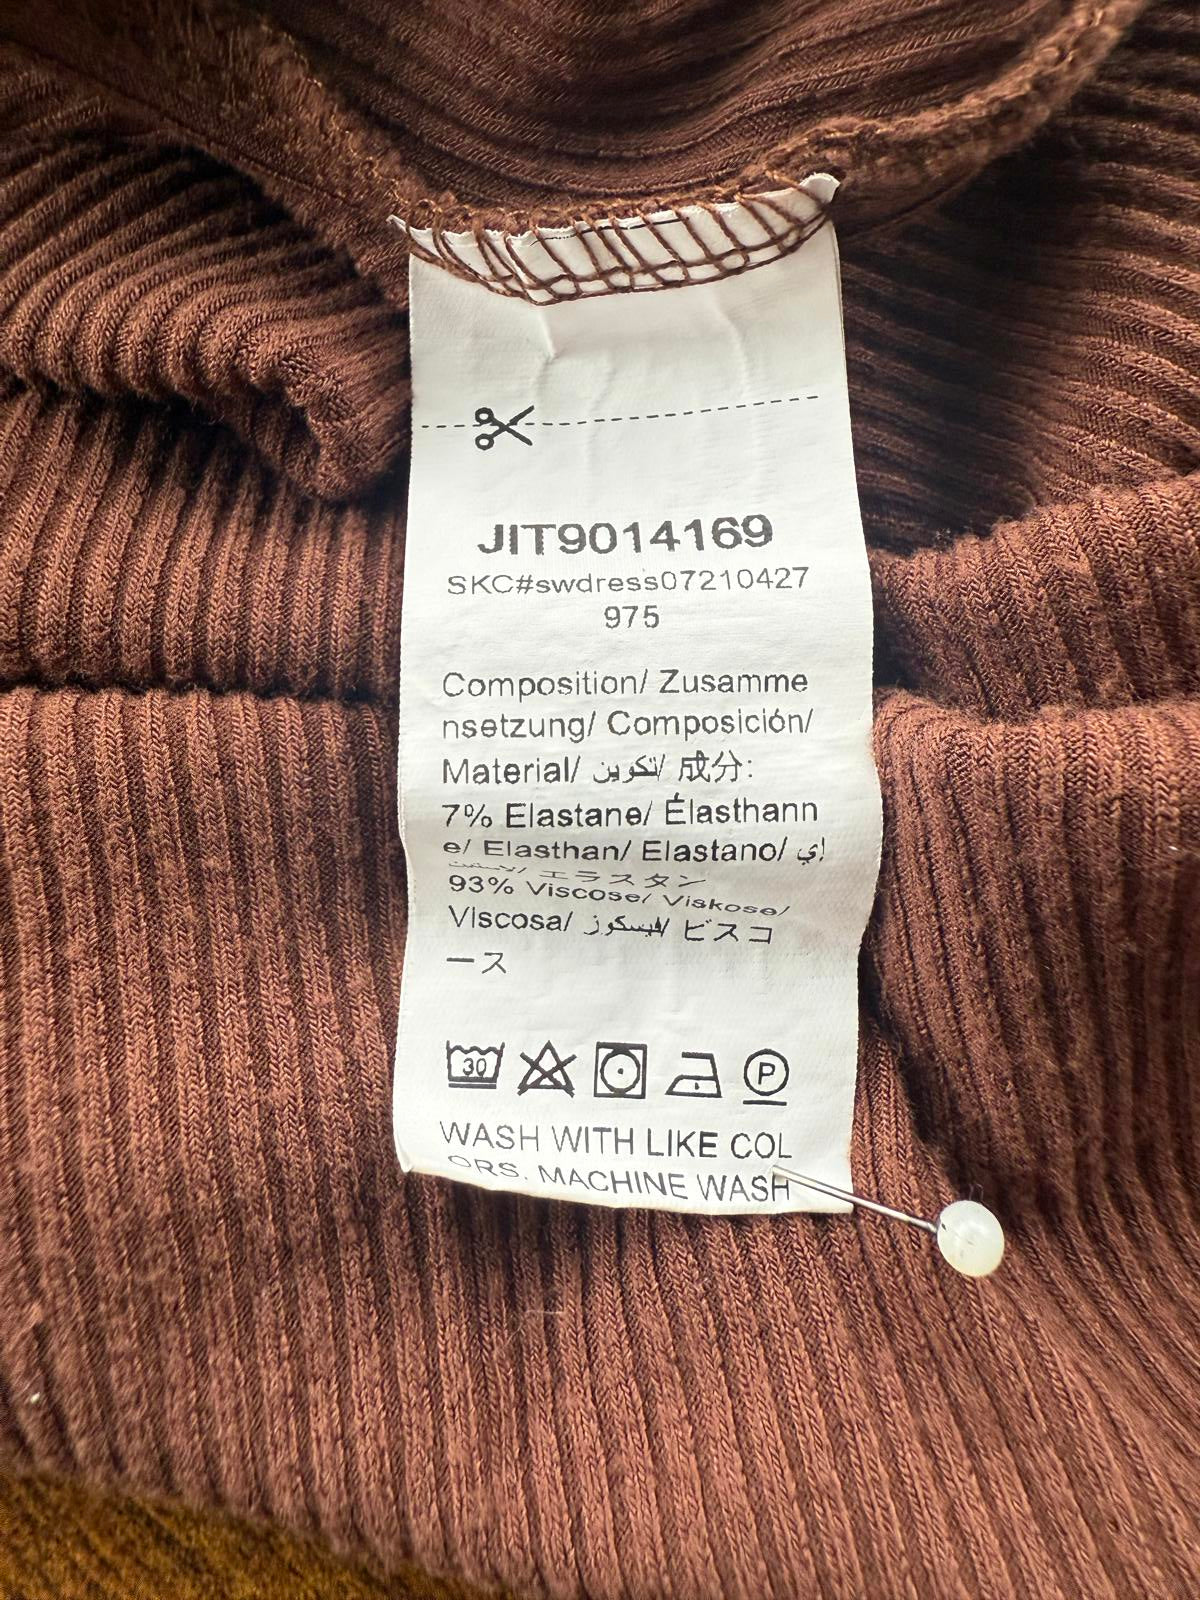 JIT9014169
SKC#swdress07210427
975
Composition/ Zusamme
nsetzung/ Composición/
Material/ تكوين/ 成分:
7% Elastane/ Élasthann
e/ Elasthan/ Elastano/ إي
エラスタン
93% Viscose/ Viskose/
Viscosa/ فيسكوز/ ビスコ
ース
30
P
WASH WITH LIKE COL
ORS. MACHINE WASH